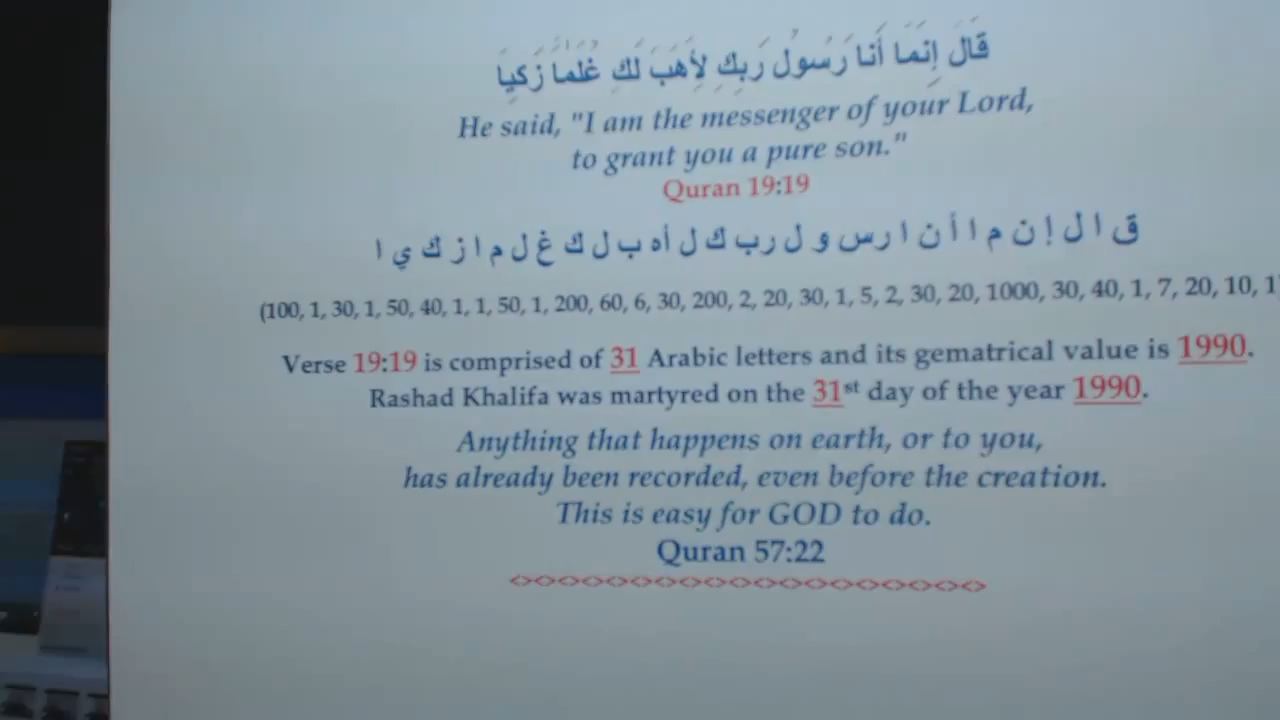 قَالَ إِنَمَا أَنَا رَسُولُ رَبِكِ لِأَهَبَ لَكِ غُلَمًا زَكِيًا
He said, "I am the messenger of your Lord,
to grant you a pure son."
Quran 19:19
ق ا ل إ ن م ا أ ن ا ر س و ل ر ب ك ل أ ه ب ل ك غ ل م ا ز ك ي ا
(100, 1, 30, 1, 50, 40, 1, 1, 50, 1, 200, 60, 6, 30, 200, 2, 20, 30, 1, 5, 2, 30, 20, 1000, 30, 40, 1, 7, 20, 10, 1)
Verse 19:19 is comprised of 31 Arabic letters and its gematrical value is 1990.
Rashad Khalifa was martyred on the 31st day of the year 1990.
Anything that happens on earth, or to you,
has already been recorded, even before the creation.
This is easy for GOD to do.
Quran 57:22